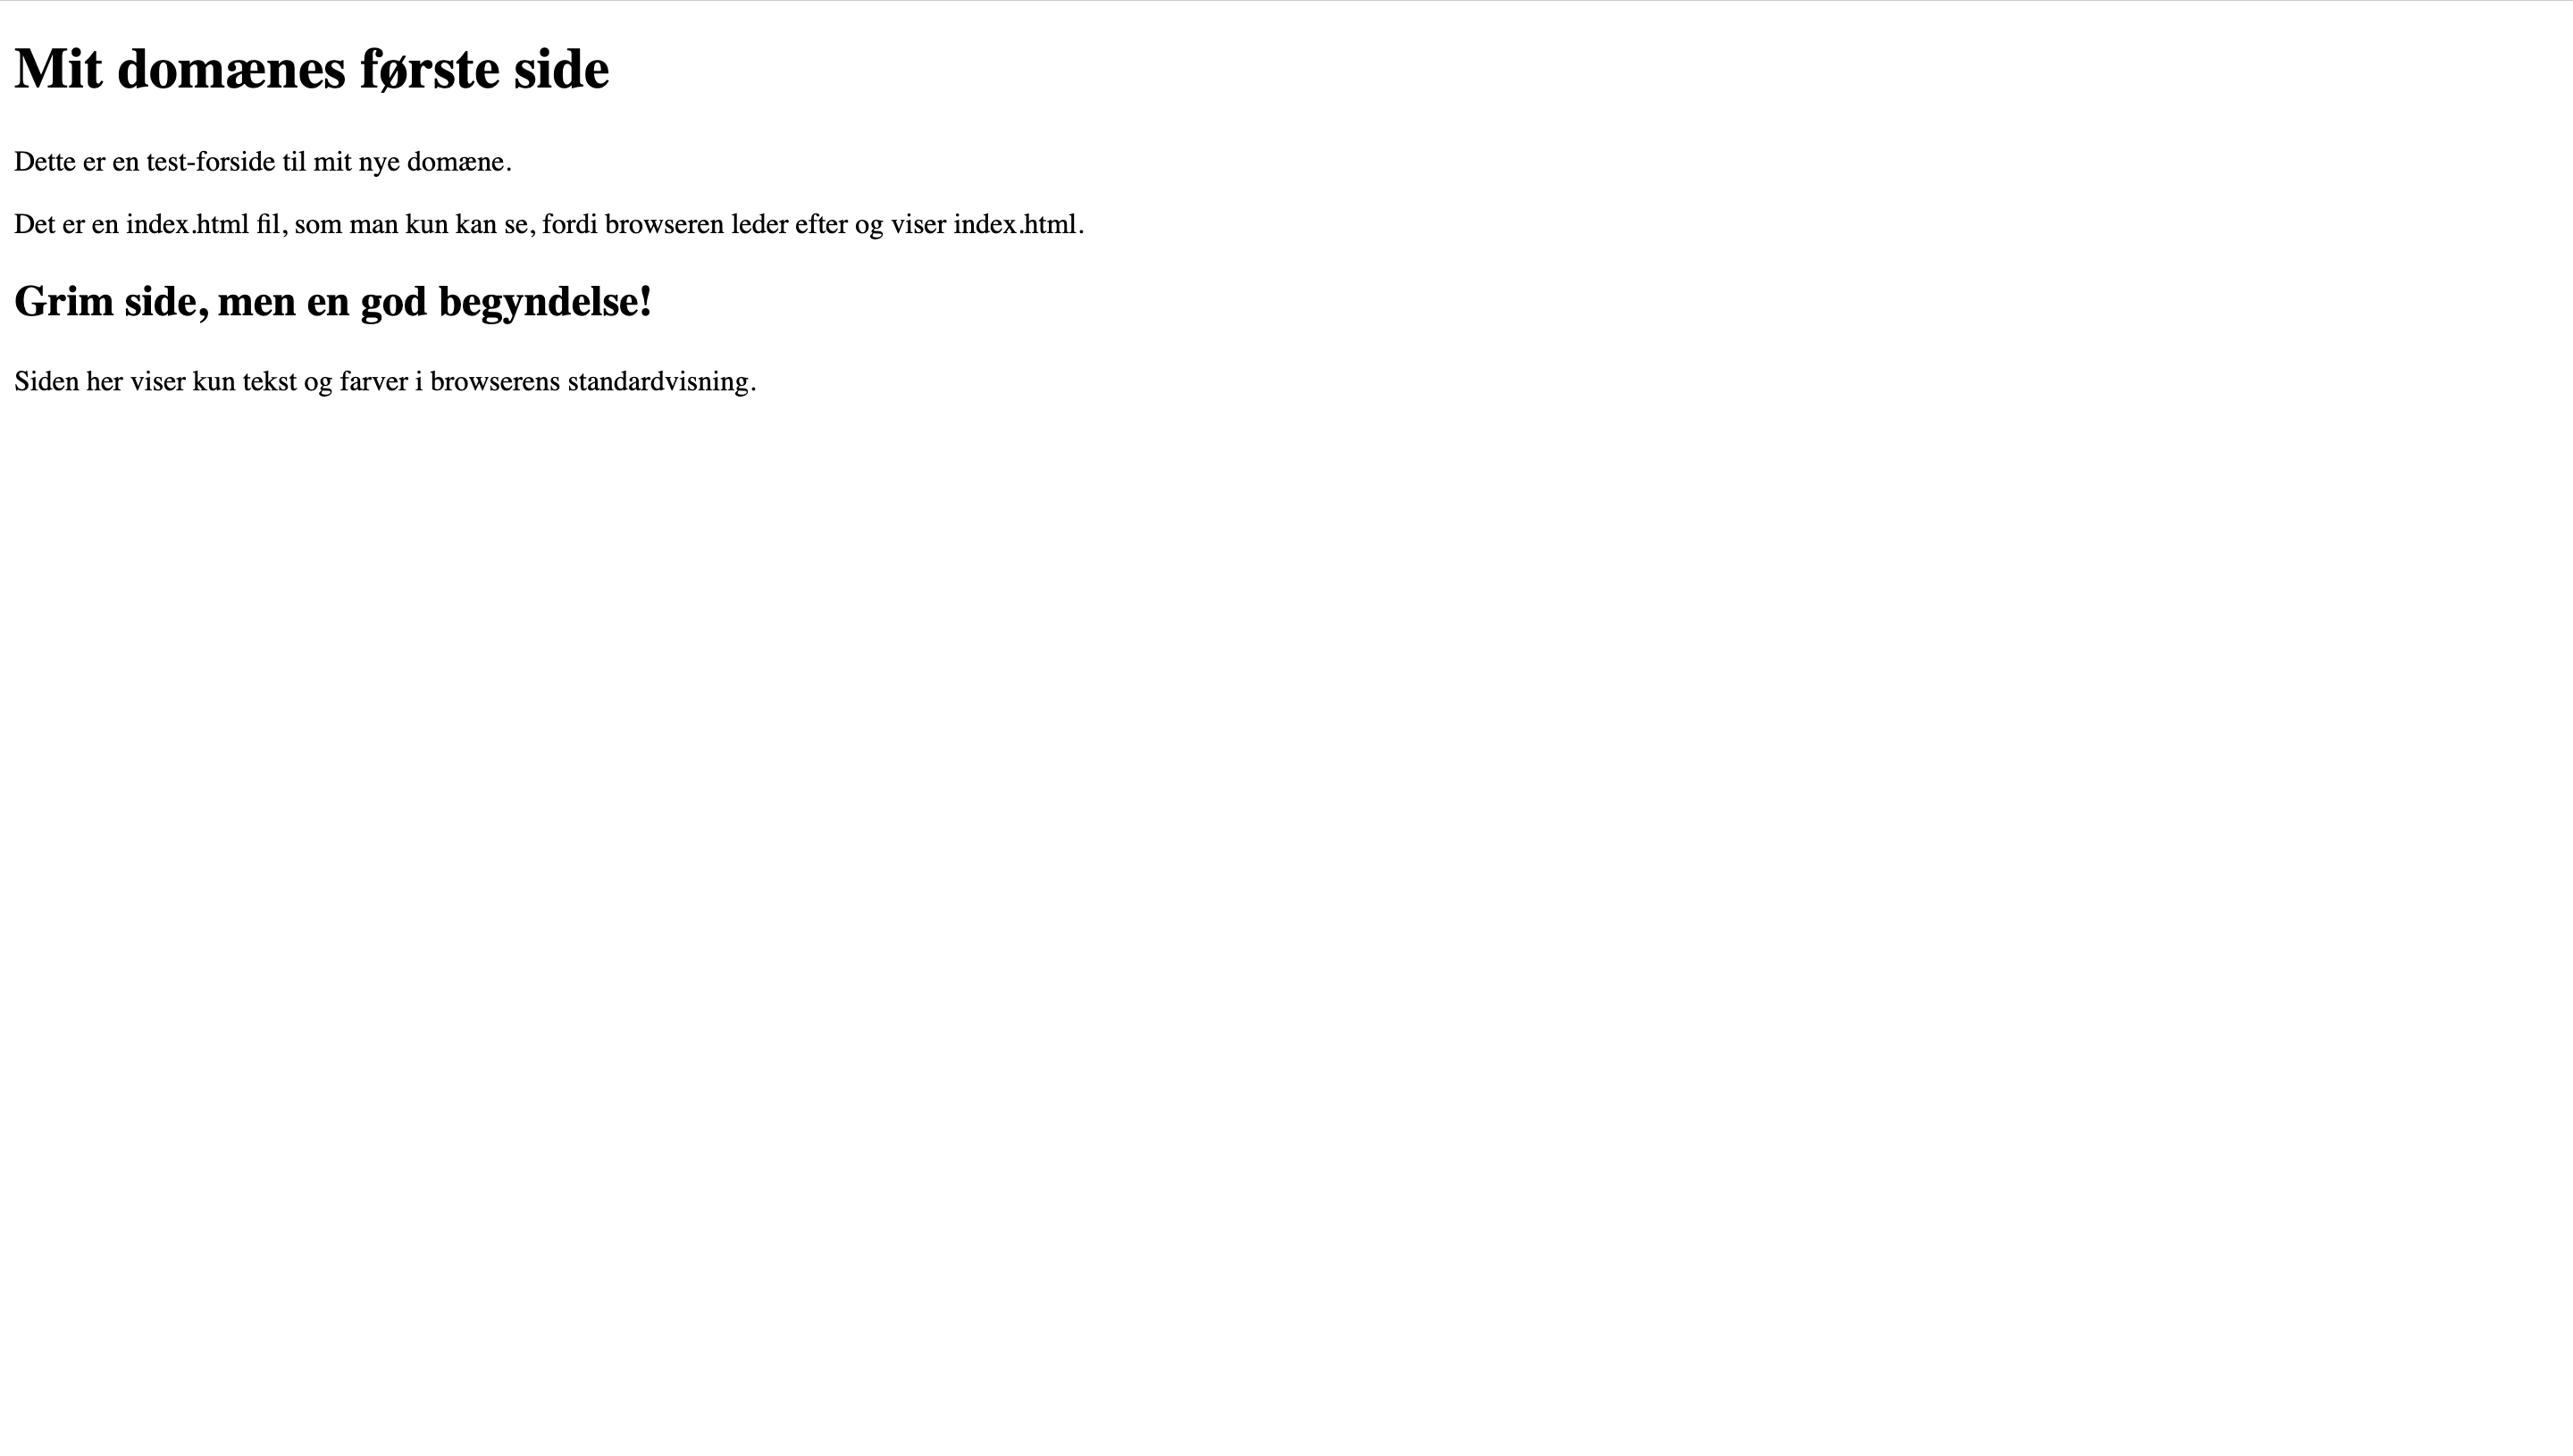 Mit domænes første side
Dette er en test-forside til mit nye domæne.
Det er en index.html fil, som man kun kan se, fordi browseren leder efter og viser index.html.
Grim side, men en god begyndelse!
Siden her viser kun tekst og farver i browserens standardvisning.